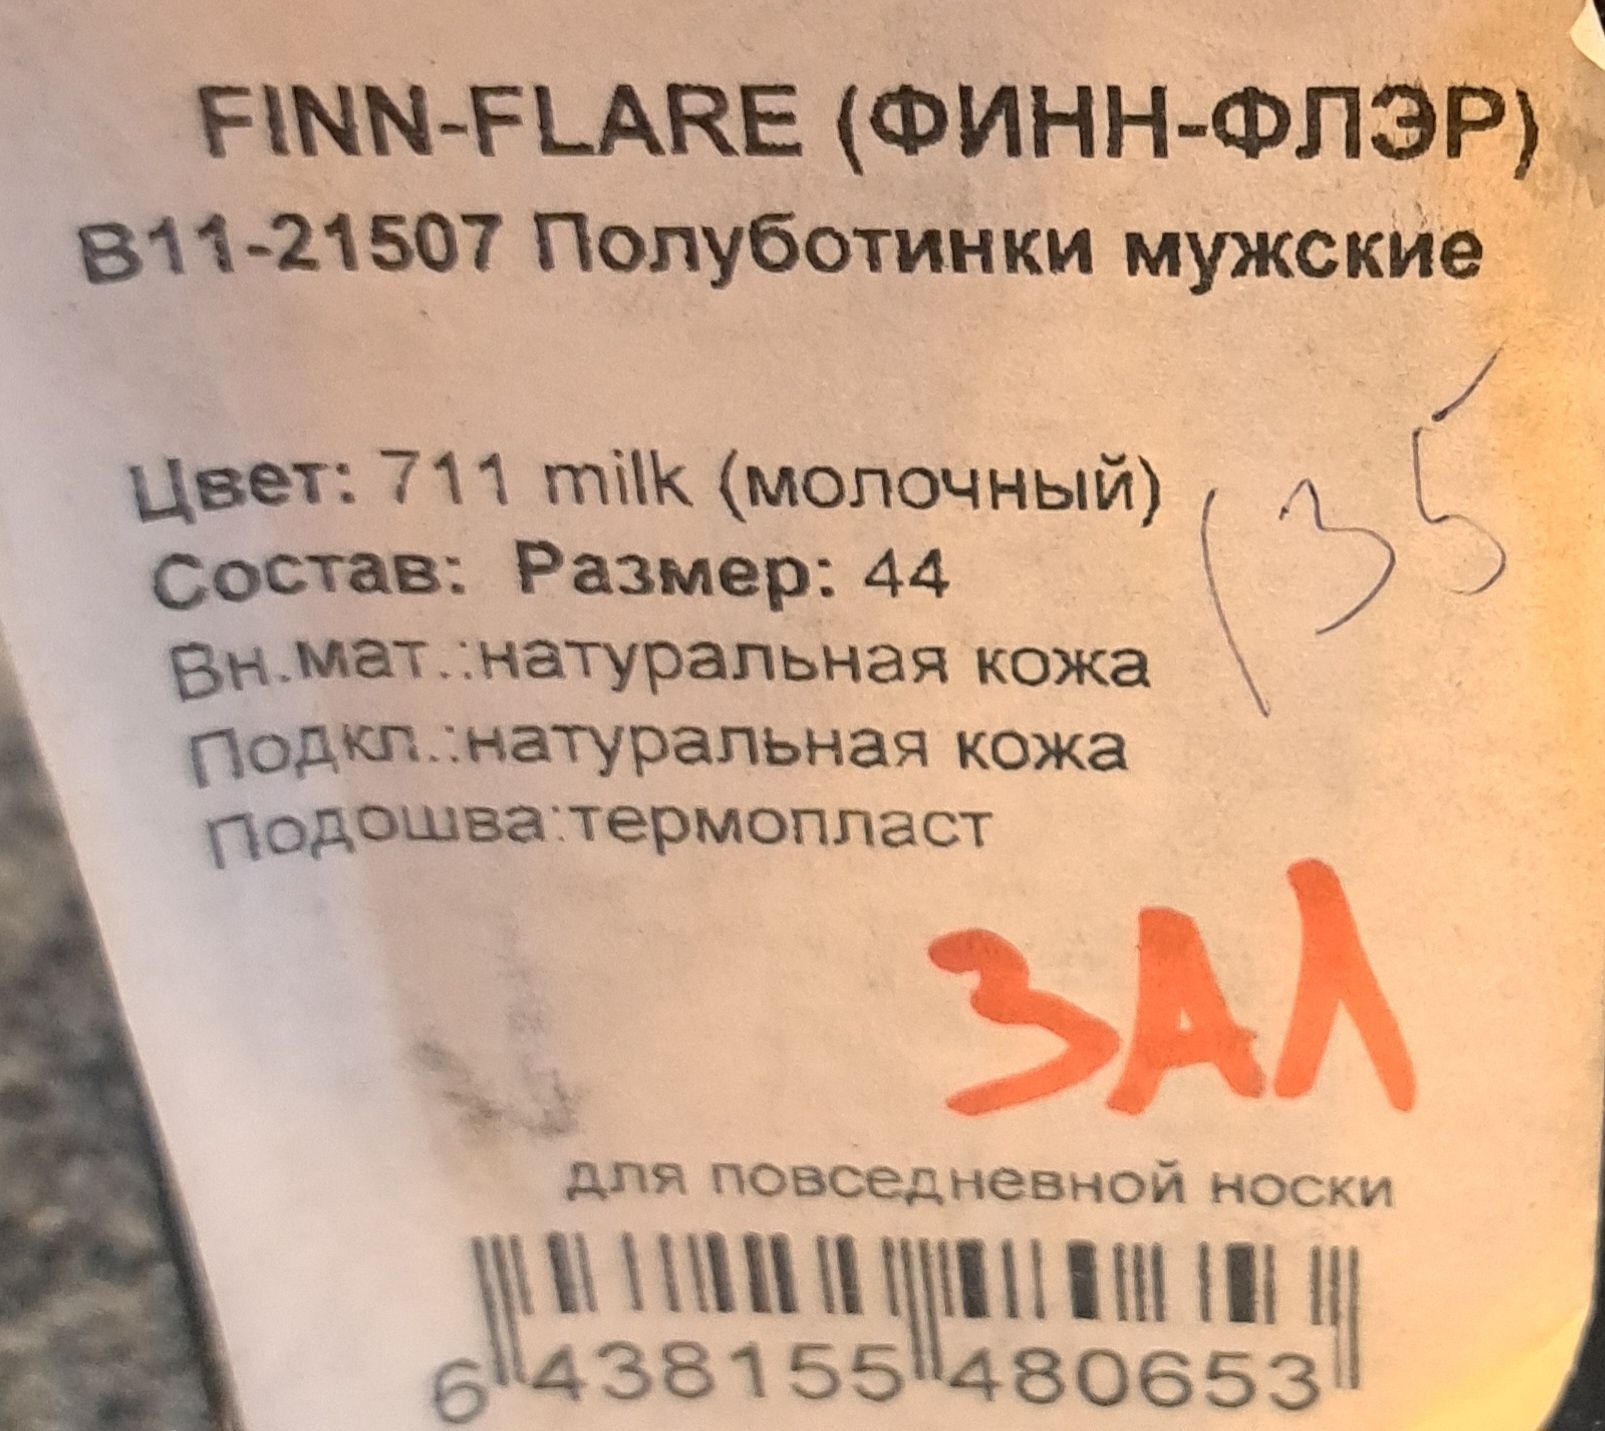 FINN-FLARE (ФИНН-ФЛЭР)
B11-21507 Полуботинки мужские
135
Цвет: 711 milk (молочный)
Состав: Размер: 44
Вн.мат.:натуральная кожа
Подкл.:натуральная кожа
Подошва:термопласт
ЗАЛ
для повседневной носки
6 438155 480653